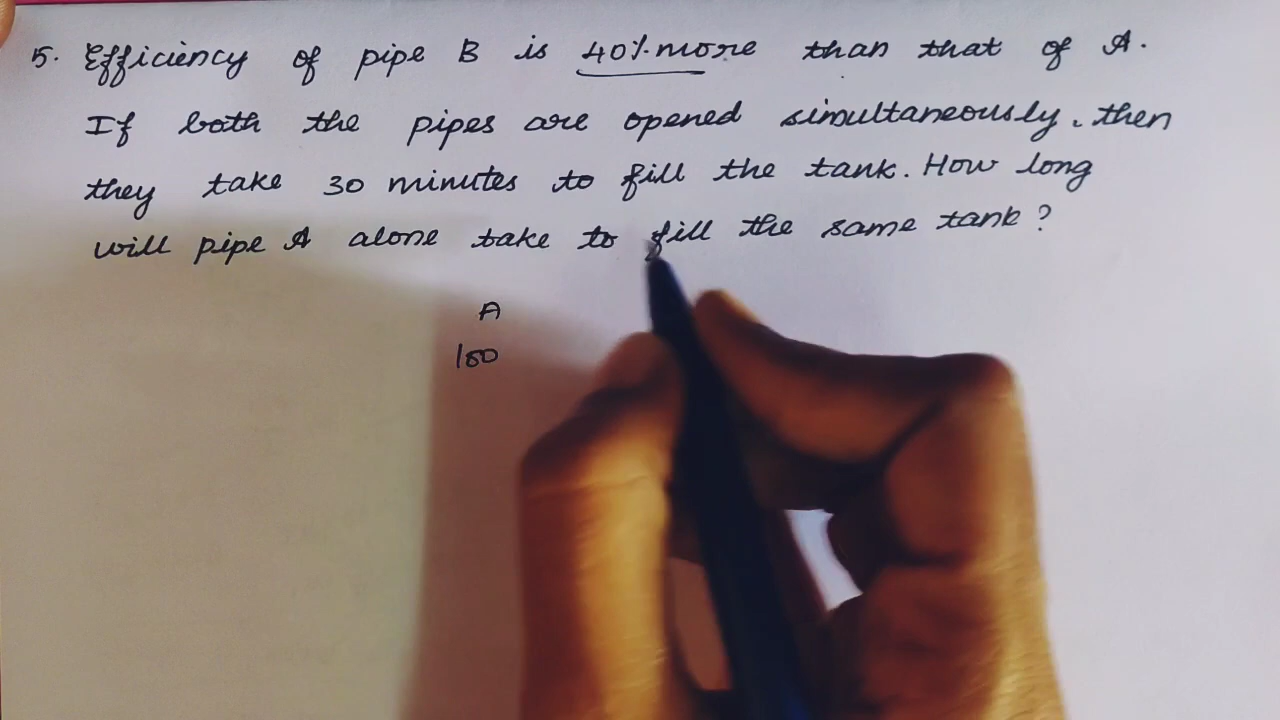 5. Efficiency of pipe B is 40% more than that of A.
If both the pipes are opened simultaneously, then
they take 30 minutes to fill the tank. How long
will pipe A alone take to fill the same tank?
A
100